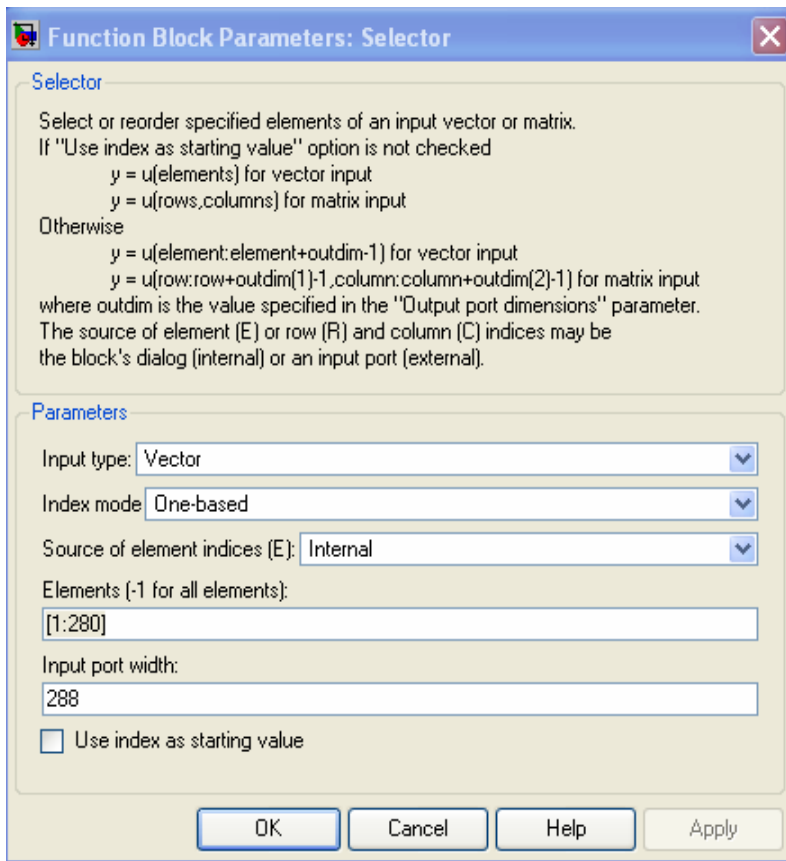 Function Block Parameters: Selector
Selector
Select or reorder specified elements of an input vector or matrix.
If "Use index as starting value" option is not checked
y = u(elements) for vector input
y = u(rows,columns) for matrix input
Otherwise
y = u(element:element+outdim-1) for vector input
y = u(row:row+outdim(1)-1,column:column+outdim(2)-1) for matrix input
where outdim is the value specified in the "Output port dimensions" parameter.
The source of element (E) or row (R) and column (C) indices may be
the block's dialog (internal) or an input port (external).
Parameters
Input type: Vector
Index mode One-based
Source of element indices (E): Internal
Elements (-1 for all elements):
[1:280]
Input port width:
288
Use index as starting value
OK Cancel Help Apply